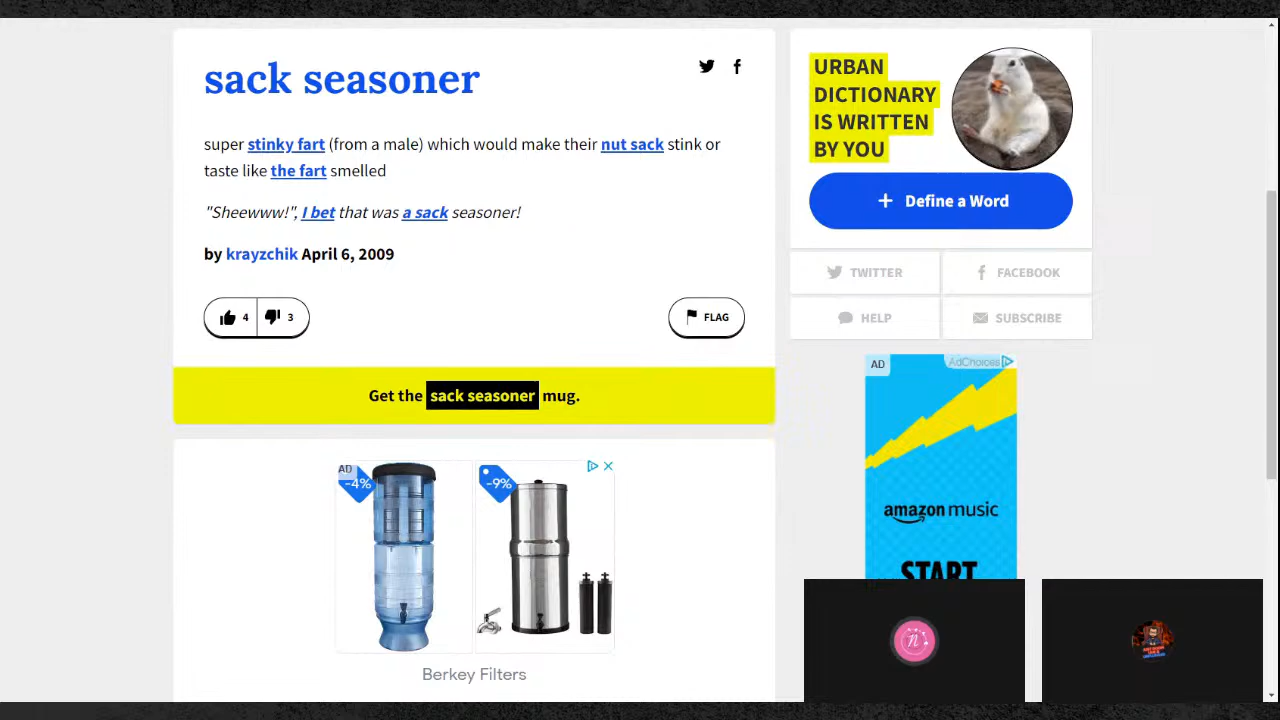 sack seasoner
super stinky fart (from a male) which would make their nut sack stink or
taste like the fart smelled
"Sheewww!", I bet that was a sack seasoner!
by krayzchik April 6, 2009
4
3
FLAG
Get the sack seasoner mug.
AD
-4%
-9%
Berkey Filters
URBAN
DICTIONARY
IS WRITTEN
BY YOU
+ Define a Word
TWITTER
FACEBOOK
HELP
SUBSCRIBE
AD
AdChoices
amazon music
START
n